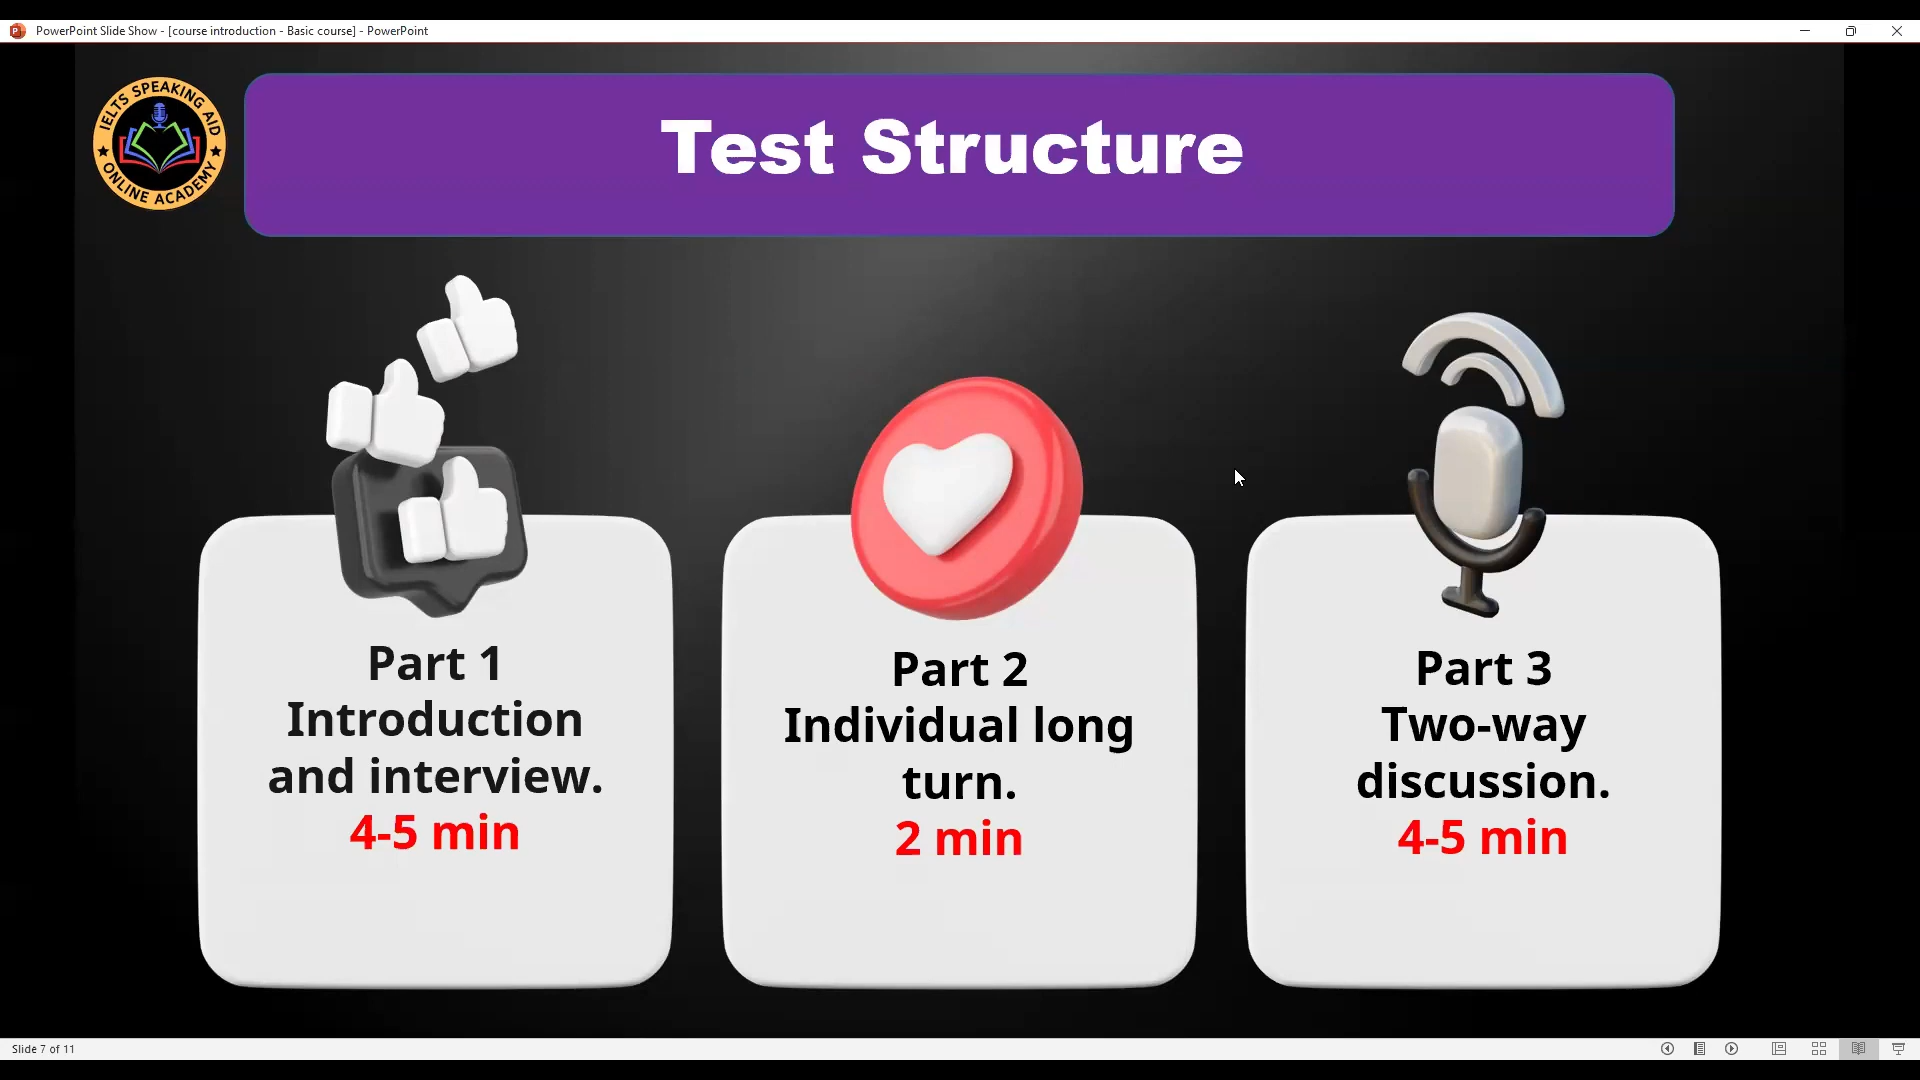 PowerPoint Slide Show - [course introduction - Basic course] - PowerPoint
IELTS SPEAKING AID
ONLINE ACADEMY
Test Structure
Part 1
Introduction
and interview.
4-5 min
Part 2
Individual long
turn.
2 min
Part 3
Two-way
discussion.
4-5 min
Slide 7 of 11